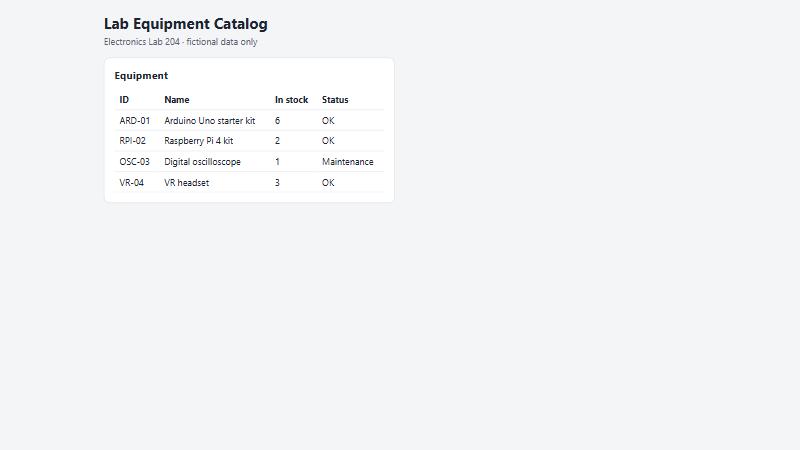 Lab Equipment Catalog
Electronics Lab 204 · fictional data only
Equipment
ID Name In stock Status
ARD-01 Arduino Uno starter kit 6 OK
RPI-02 Raspberry Pi 4 kit 2 OK
OSC-03 Digital oscilloscope 1 Maintenance
VR-04 VR headset 3 OK